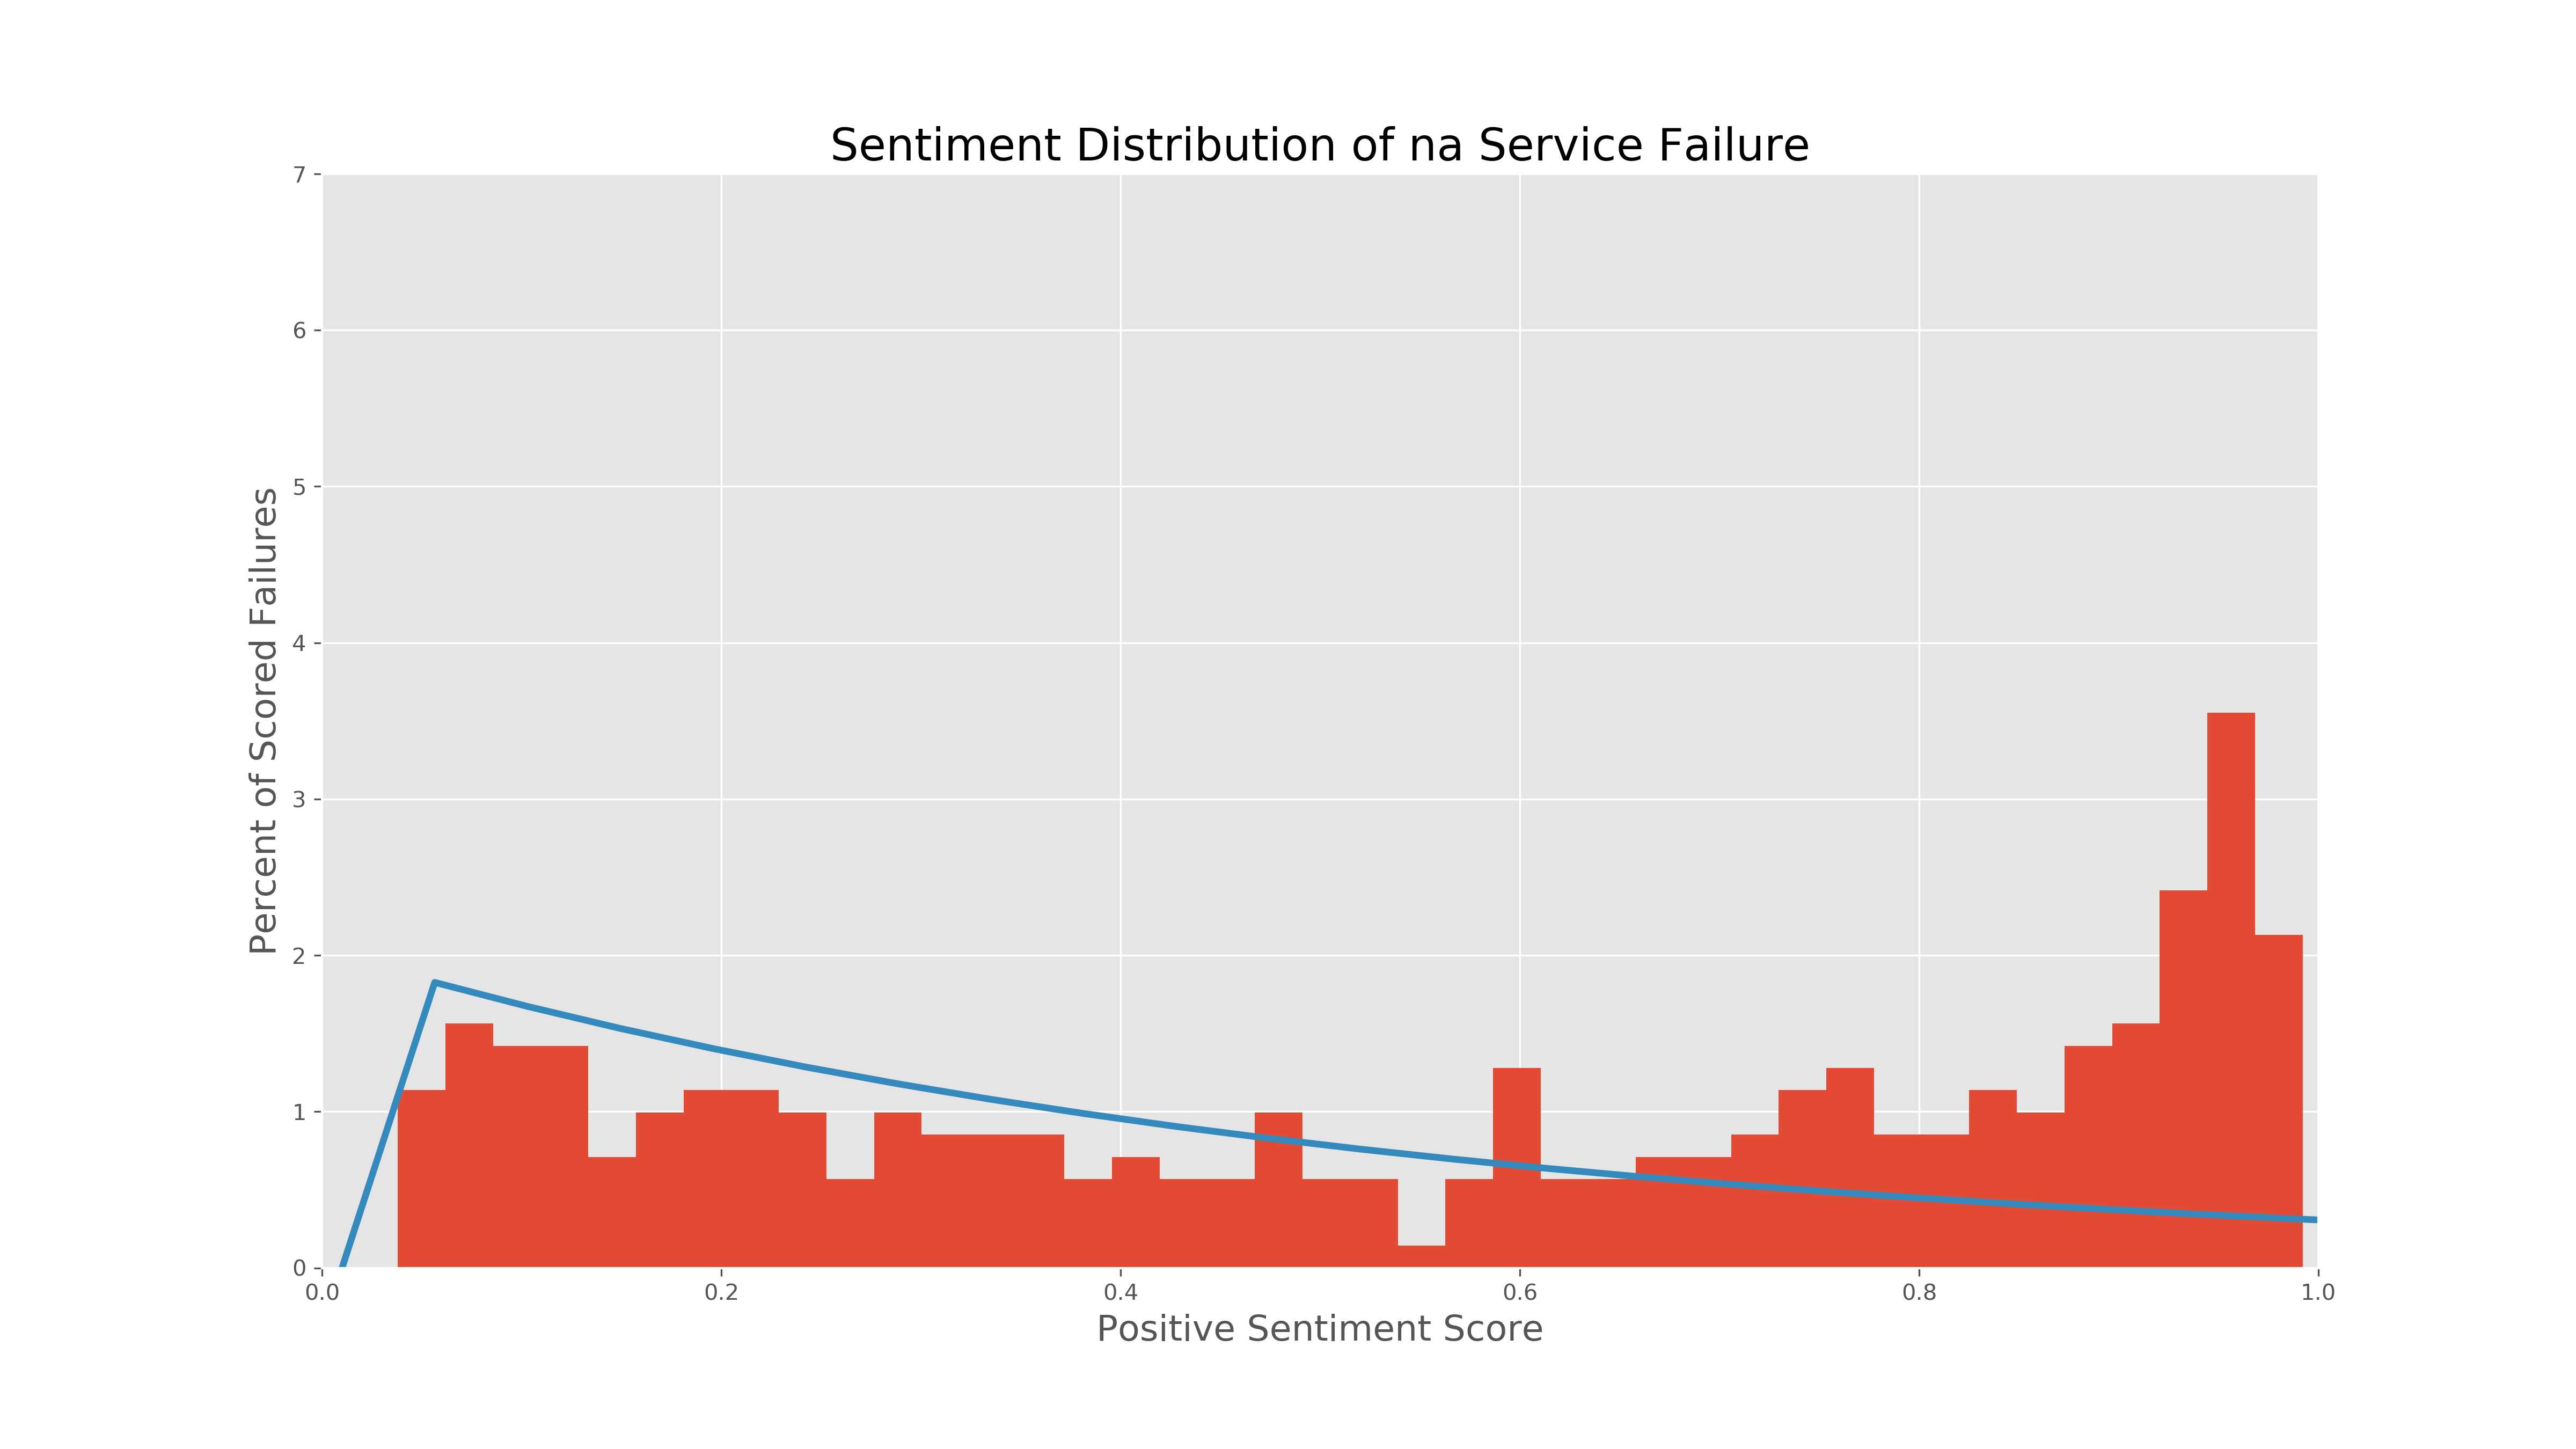 Sentiment Distribution of na Service Failure
Percent of Scored Failures
7
6
5
4
3
2
1
0
0.0 0.2 0.4 0.6 0.8 1.0
Positive Sentiment Score